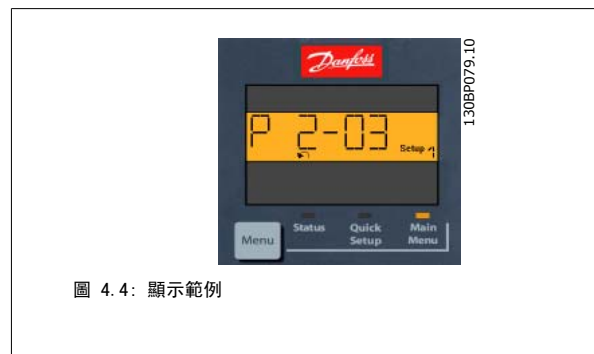 Danfoss
130BP079.10
P 2-03
Setup 1
Menu
Status
Quick Setup
Main Menu
圖 4.4: 顯示範例